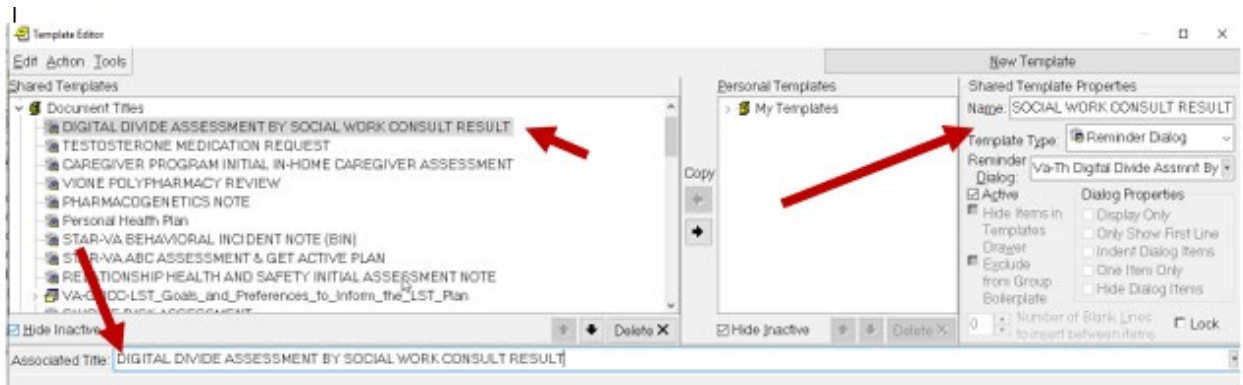 Template Editor
Edit Action Tools
New Template
Shared Templates
Document Titles
DIGITAL DIVIDE ASSESSMENT BY SOCIAL WORK CONSULT RESULT
TESTOSTERONE MEDICATION REQUEST
CAREGIVER PROGRAM INITIAL IN-HOME CAREGIVER ASSESSMENT
VIONE POLYPHARMACY REVIEW
PHARMACOGENETICS NOTE
Personal Health Plan
STAR-VA BEHAVIORAL INCIDENT NOTE (BIN)
STAR-VA ABC ASSESSMENT & GET ACTIVE PLAN
RELATIONSHIP HEALTH AND SAFETY INITIAL ASSESSMENT NOTE
Goals_and_Preferences_to_Inform_the_LST_Plan
Hide Inactive
Delete X
Copy
Personal Templates
My Templates
Hide Inactive
Delete X
Shared Template Properties
Name: SOCIAL WORK CONSULT RESULT
Template Type: Reminder Dialog
Reminder
Dialog: Va-Th Digital Divide Assmnt By
Active
Hide Items in
Templates
Drawer
Exclude
from Group
Boilerplate
Dialog Properties
Display Only
Only Show First Line
Indent Dialog Items
One Item Only
Hide Dialog Items
0
Number of Blank Lines
to insert between items
Lock
Associated Title: DIGITAL DIVIDE ASSESSMENT BY SOCIAL WORK CONSULT RESULT